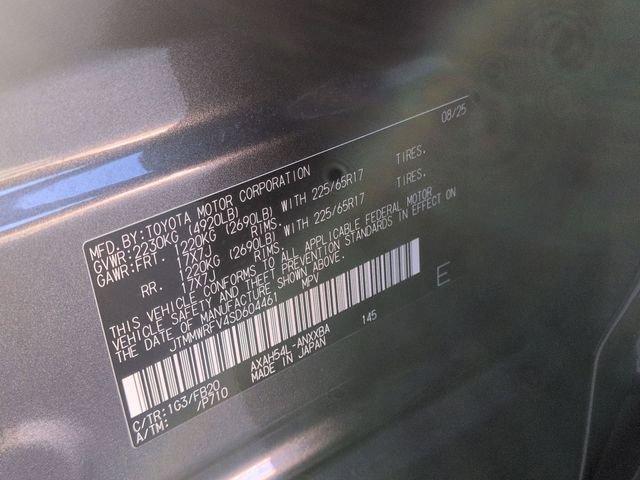 MFD.BY:TOYOTA MOTOR CORPORATION 08/25
GVWR:2230KG (4920LB)
GAWR:FRT. 1220KG (2690LB) WITH 225/65R17 TIRES.
17X7J RIMS.
RR. 1220KG (2690LB) WITH 225/65R17 TIRES.
17X7J RIMS.
THIS VEHICLE CONFORMS TO ALL APPLICABLE FEDERAL MOTOR
VEHICLE SAFETY AND THEFT PREVENTION STANDARDS IN EFFECT ON
THE DATE OF MANUFACTURE SHOWN ABOVE.
JTMMWRFV4SD604461 MPV
E
145
C/TR:1G3/FB20 AXAH54L-ANXXBA
A/TM: /P710 MADE IN JAPAN